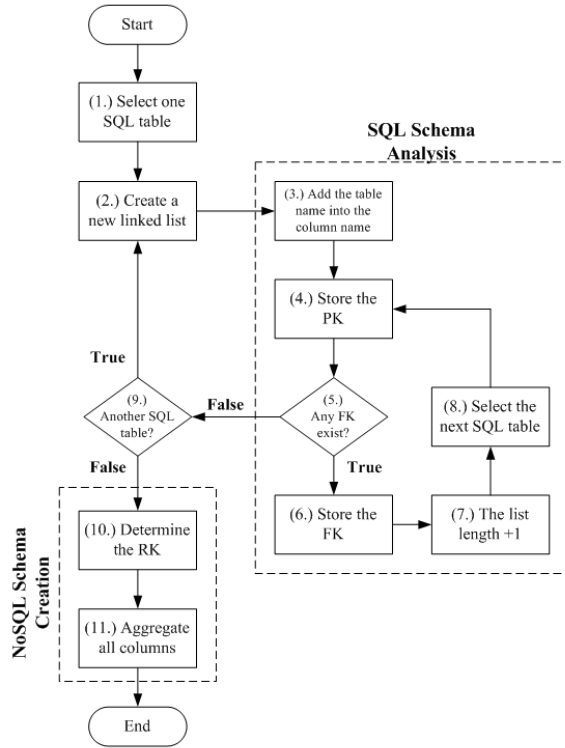 Start
(1.) Select one
SQL table
SQL Schema
Analysis
(2.) Create a
new linked list
(3.) Add the table
name into the
column name
(4.) Store the
PK
True
(9.)
Another SQL
table?
False
(5.)
Any FK
exist?
(8.) Select the
next SQL table
False
True
(6.) Store the
FK
(7.) The list
length +1
NoSQL Schema
Creation
(10.) Determine
the RK
(11.) Aggregate
all columns
End